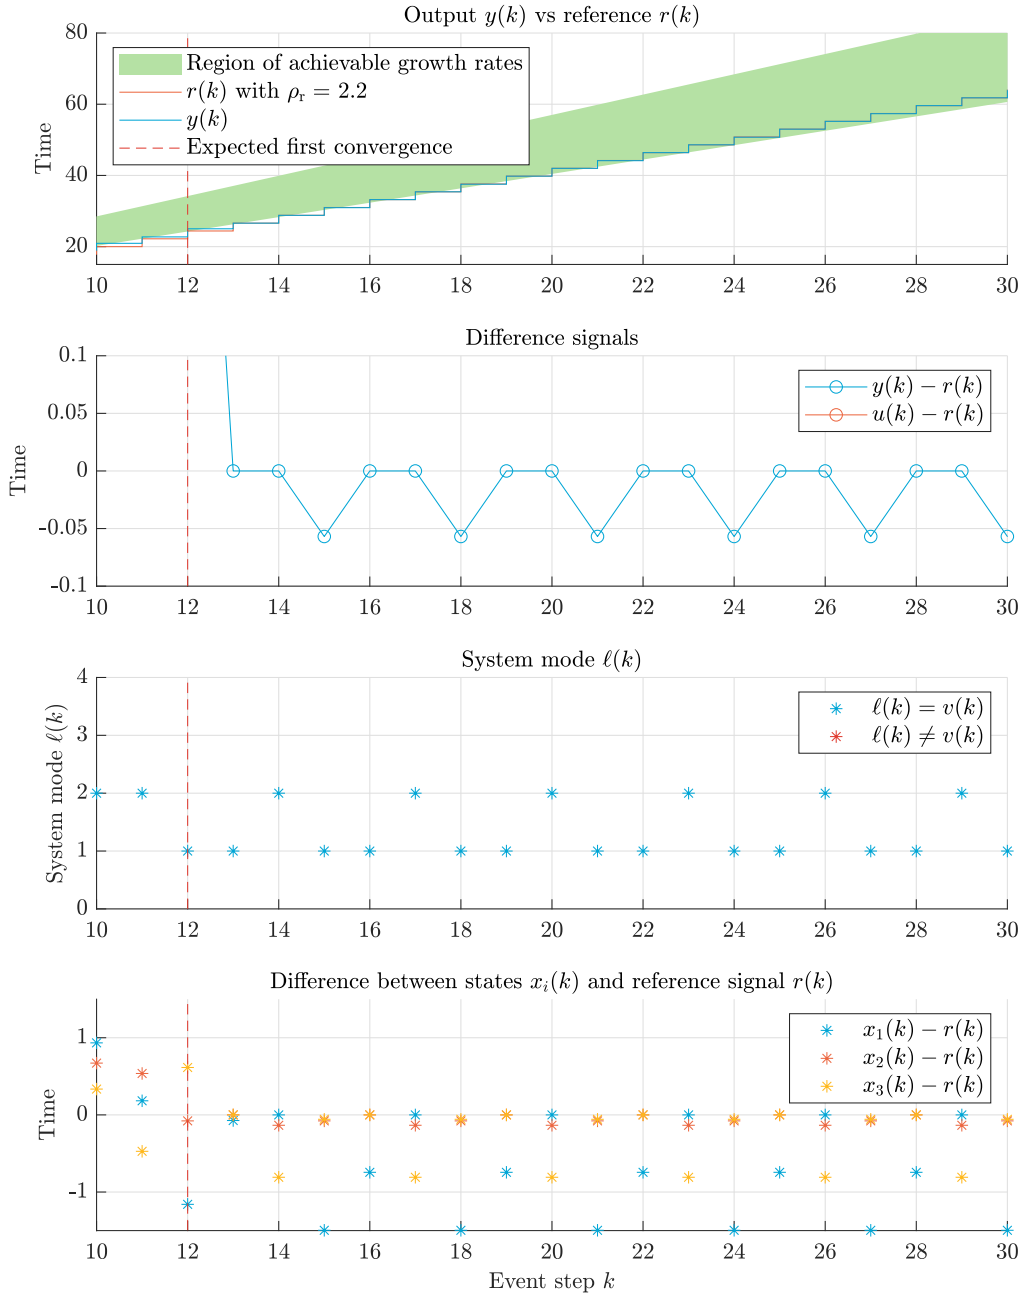 Output y(k) vs reference r(k)
80
60
40
20
Time
Region of achievable growth rates
r(k) with ρ_r = 2.2
y(k)
Expected first convergence
10 12 14 16 18 20 22 24 26 28 30
Difference signals
0.1
0.05
0
-0.05
-0.1
Time
y(k) − r(k)
u(k) − r(k)
10 12 14 16 18 20 22 24 26 28 30
System mode ℓ(k)
4
3
2
1
0
System mode ℓ(k)
ℓ(k) = v(k)
ℓ(k) ≠ v(k)
10 12 14 16 18 20 22 24 26 28 30
Difference between states x_i(k) and reference signal r(k)
1
0
-1
Time
x_1(k) − r(k)
x_2(k) − r(k)
x_3(k) − r(k)
10 12 14 16 18 20 22 24 26 28 30
Event step k